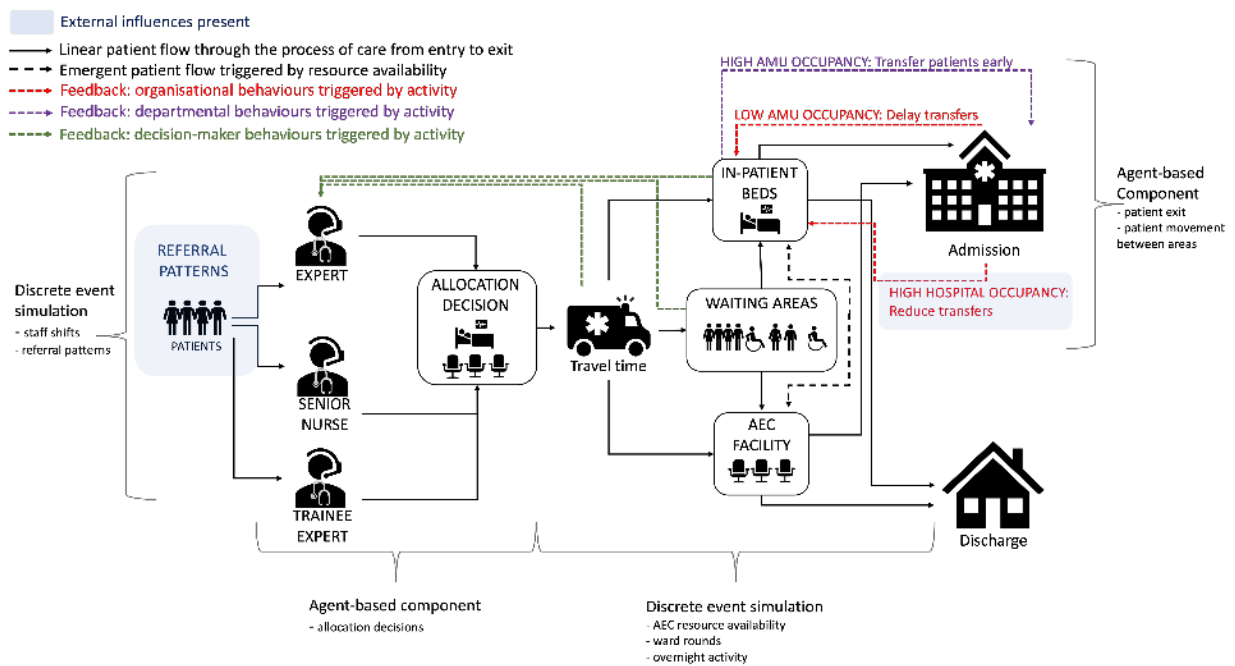 External influences present
Linear patient flow through the process of care from entry to exit
Emergent patient flow triggered by resource availability
Feedback: organisational behaviours triggered by activity
Feedback: departmental behaviours triggered by activity
Feedback: decision-maker behaviours triggered by activity
HIGH AMU OCCUPANCY: Transfer patients early
LOW AMU OCCUPANCY: Delay transfers
Discrete event
simulation
- staff shifts
- referral patterns
REFERRAL
PATTERNS
PATIENTS
EXPERT
SENIOR
NURSE
TRAINEE
EXPERT
ALLOCATION
DECISION
Travel time
IN-PATIENT
BEDS
WAITING AREAS
AEC
FACILITY
Admission
HIGH HOSPITAL OCCUPANCY:
Reduce transfers
Discharge
Agent-based
Component
- patient exit
- patient movement
between areas
Agent-based component
- allocation decisions
Discrete event simulation
- AEC resource availability
- ward rounds
- overnight activity